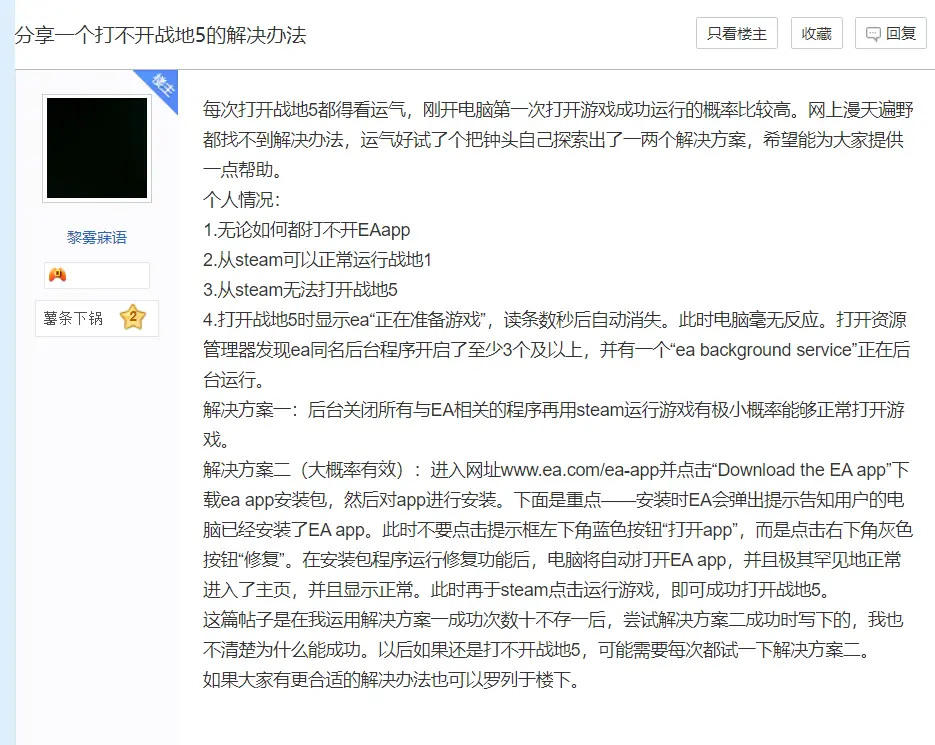 分享一个打不开战地5的解决办法
只看楼主
收藏
回复
楼主
黎雾寐语
薯条下锅
2
每次打开战地5都得看运气，刚开电脑第一次打开游戏成功运行的概率比较高。网上漫天遍野
都找不到解决办法，运气好试了个把钟头自己探索出了一两个解决方案，希望能为大家提供
一点帮助。
个人情况：
1.无论如何都打不开EAapp
2.从steam可以正常运行战地1
3.从steam无法打开战地5
4.打开战地5时显示ea“正在准备游戏”，读条数秒后自动消失。此时电脑毫无反应。打开资源
管理器发现ea同名后台程序开启了至少3个及以上，并有一个“ea background service”正在后
台运行。
解决方案一：后台关闭所有与EA相关的程序再用steam运行游戏有极小概率能够正常打开游
戏。
解决方案二（大概率有效）：进入网址www.ea.com/ea-app并点击“Download the EA app”下
载ea app安装包，然后对app进行安装。下面是重点——安装时EA会弹出提示告知用户的电
脑已经安装了EA app。此时不要点击提示框左下角蓝色按钮“打开app”，而是点击右下角灰色
按钮“修复”。在安装包程序运行修复功能后，电脑将自动打开EA app，并且极其罕见地正常
进入了主页，并且显示正常。此时再于steam点击运行游戏，即可成功打开战地5。
这篇帖子是在我运用解决方案一成功次数十不存一后，尝试解决方案二成功时写下的，我也
不清楚为什么能成功。以后如果还是打不开战地5，可能需要每次都试一下解决方案二。
如果大家有更合适的解决办法也可以罗列于楼下。